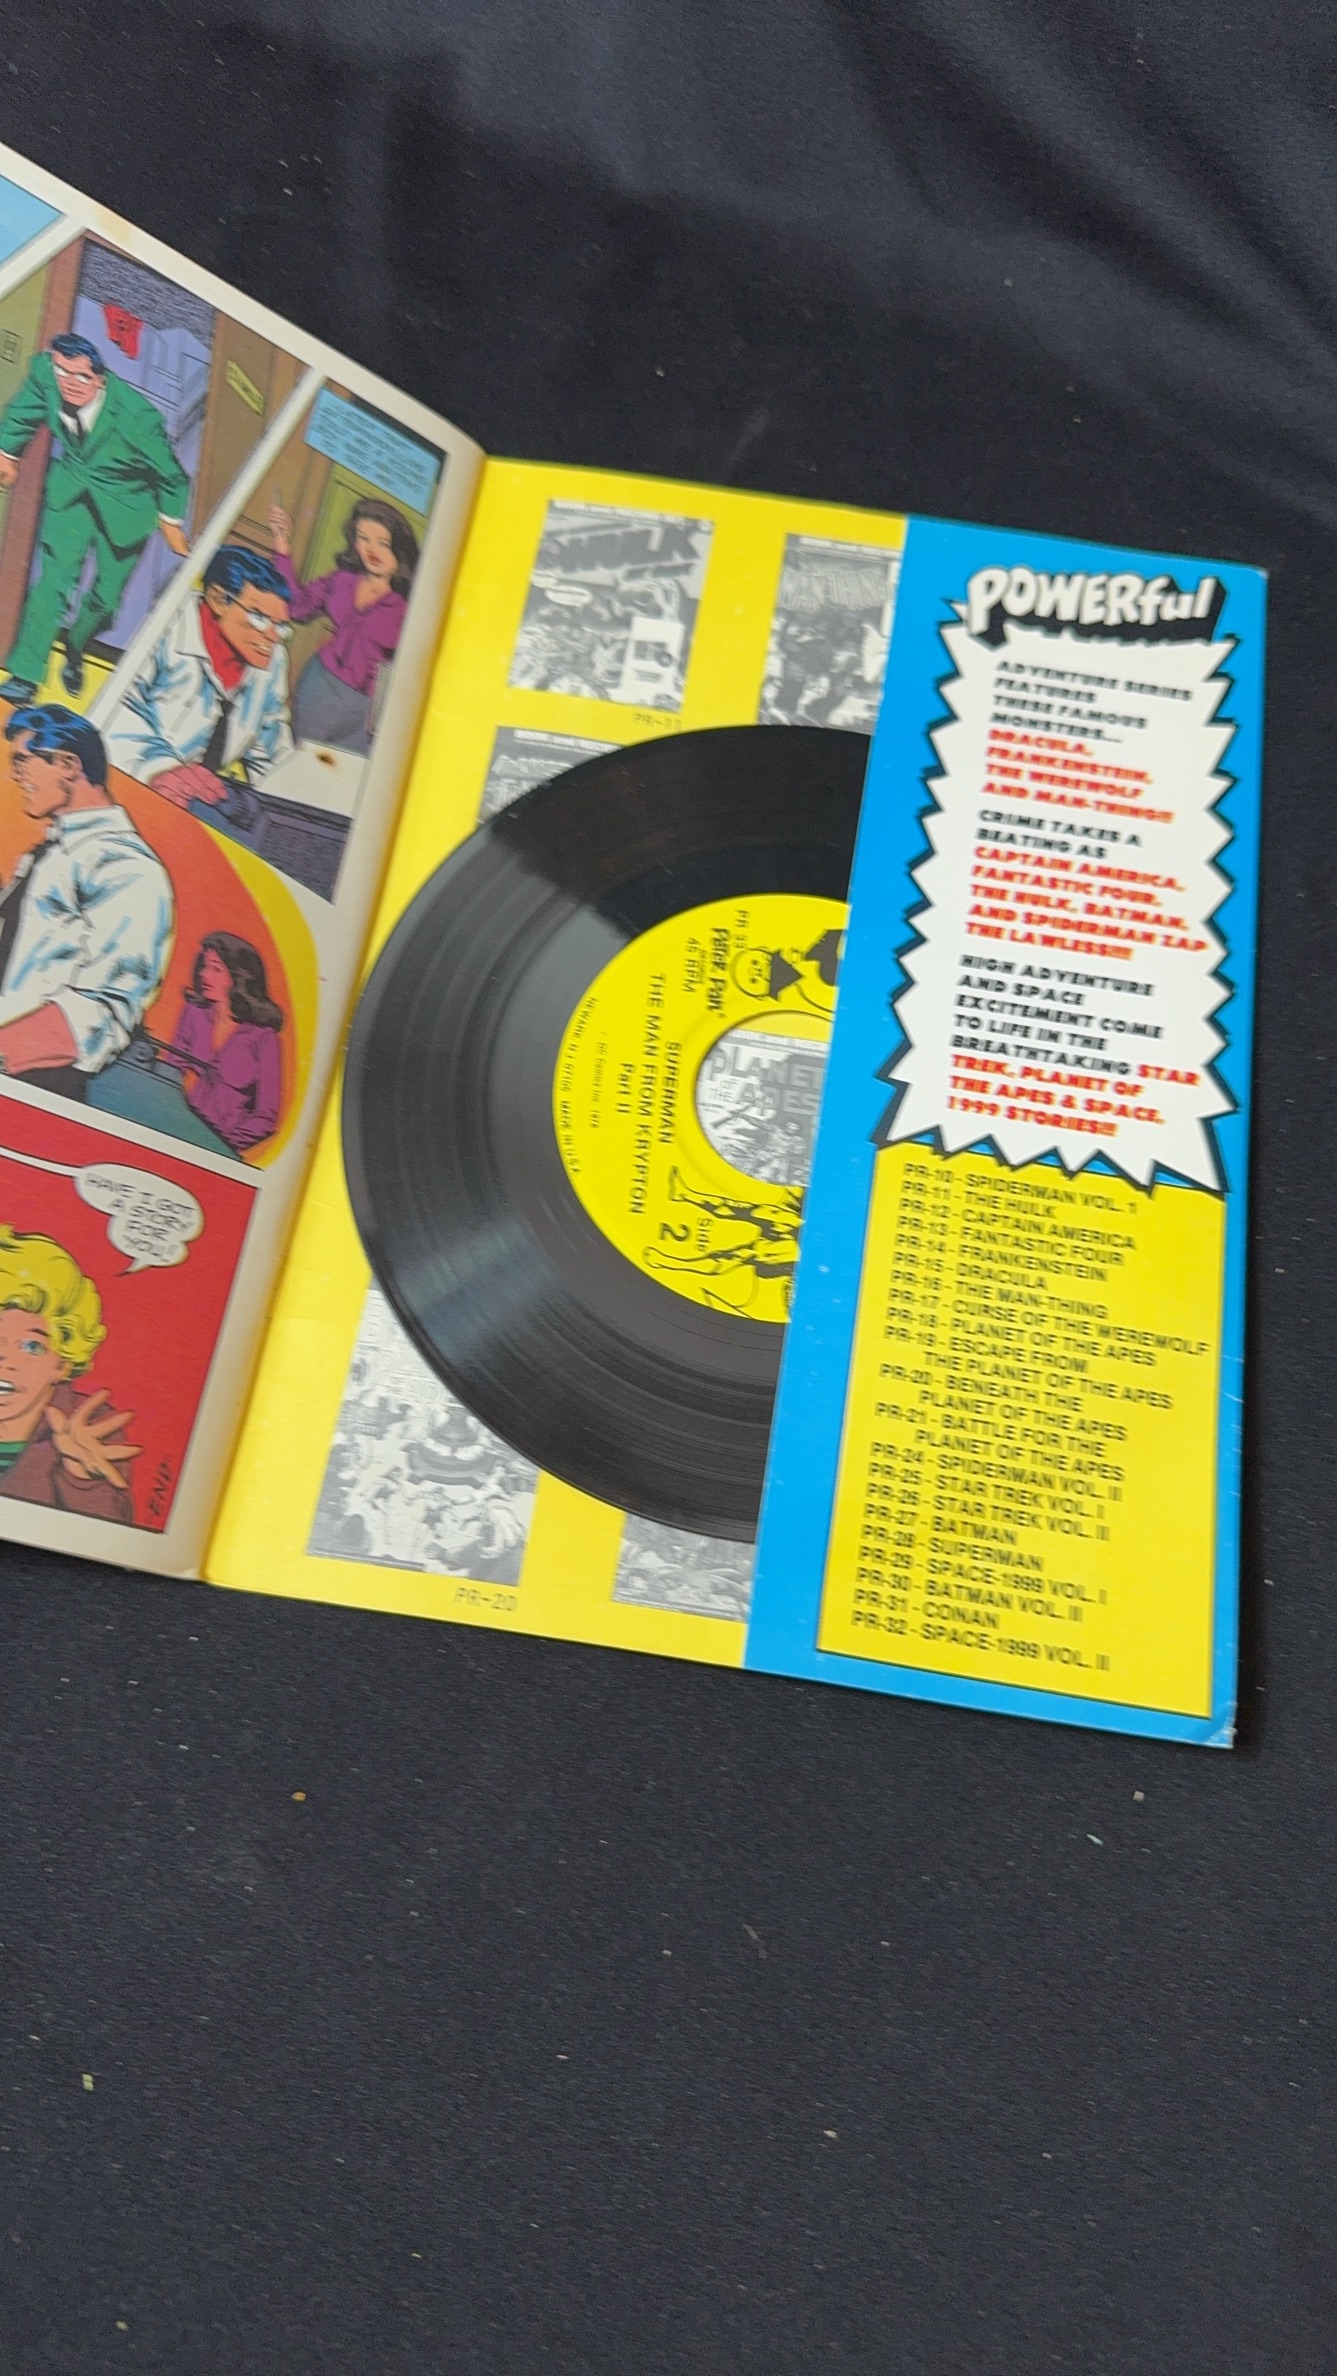 HAVE I GOT
A STORY
FOR
YOU!
END
PR-11
PR-20
PR 33
Peter Pan
45 RPM
SUPERMAN
THE MAN FROM KRYPTON
Part II
Side
2
PLANET
OF
THE APES
HULK
MAN-THING
POWERful
ADVENTURE SERIES
FEATURES
THESE FAMOUS
MONSTERS...
DRACULA,
FRANKENSTEIN,
THE WEREWOLF
AND MAN-THING!!
CRIME TAKES A
BEATING AS
CAPTAIN AMERICA,
FANTASTIC FOUR,
THE HULK, BATMAN,
AND SPIDERMAN ZAP
THE LAWLESS!!!
HIGH ADVENTURE
AND SPACE
EXCITEMENT COME
TO LIFE IN THE
BREATHTAKING STAR
TREK, PLANET OF
THE APES & SPACE,
1999 STORIES!!
PR-10 - SPIDERMAN VOL. 1
PR-11 - THE HULK
PR-12 - CAPTAIN AMERICA
PR-13 - FANTASTIC FOUR
PR-14 - FRANKENSTEIN
PR-15 - DRACULA
PR-16 - THE MAN-THING
PR-17 - CURSE OF THE WEREWOLF
PR-18 - PLANET OF THE APES
PR-19 - ESCAPE FROM
THE PLANET OF THE APES
PR-20 - BENEATH THE
PLANET OF THE APES
PR-21 - BATTLE FOR THE
PLANET OF THE APES
PR-24 - SPIDERMAN VOL. II
PR-25 - STAR TREK VOL. I
PR-26 - STAR TREK VOL. II
PR-27 - BATMAN
PR-28 - SUPERMAN
PR-29 - SPACE-1999 VOL. I
PR-30 - BATMAN VOL. II
PR-31 - CONAN
PR-32 - SPACE-1999 VOL. II